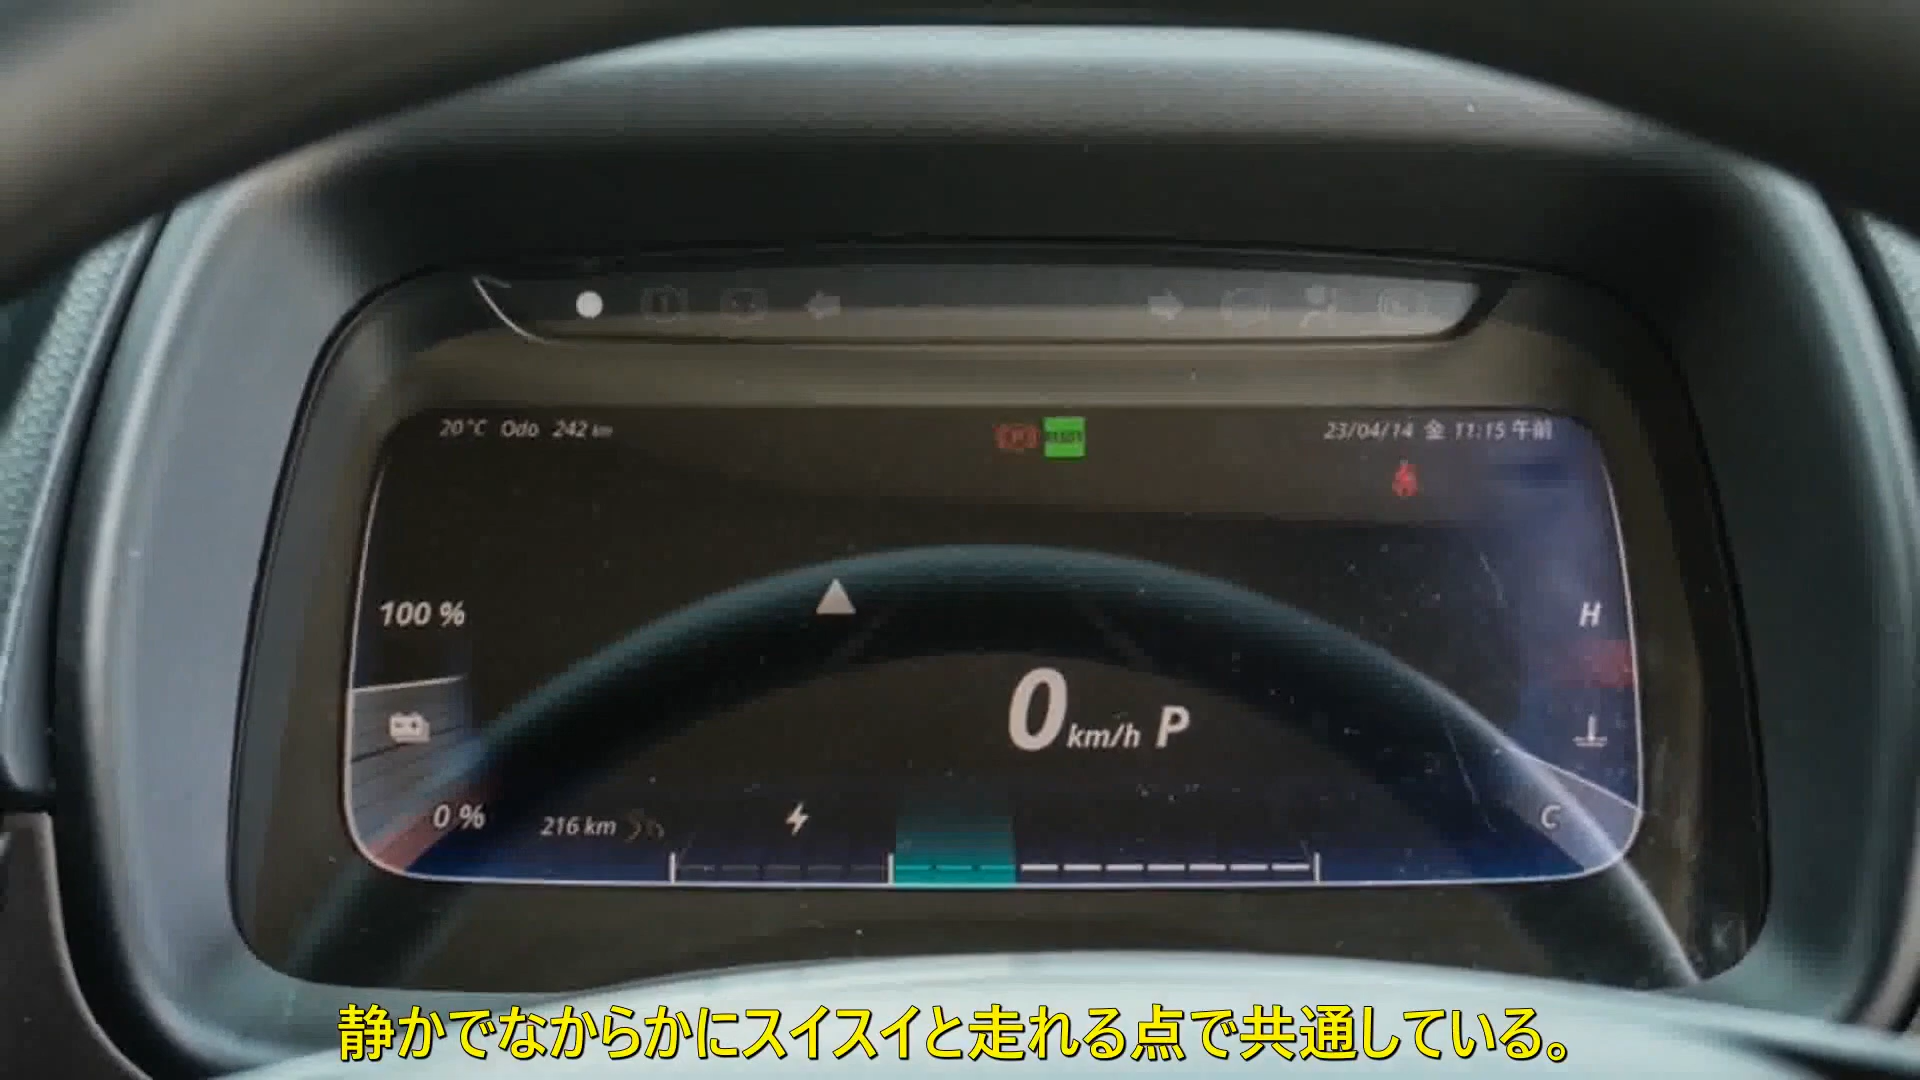 20°C Odo 242 km
READY
23/04/14 金 11:15 午前
100 %
H
0 km/h P
0 %
216 km
C
静かでなめらかにスイスイと走れる点で共通している。